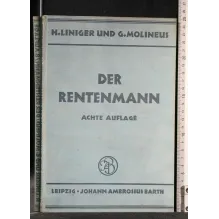 H. LINIGER UND G. MOLINEUS
DER
RENTENMANN
ACHTE AUFLAGE
LEIPZIG · JOHANN AMBROSIUS BARTH